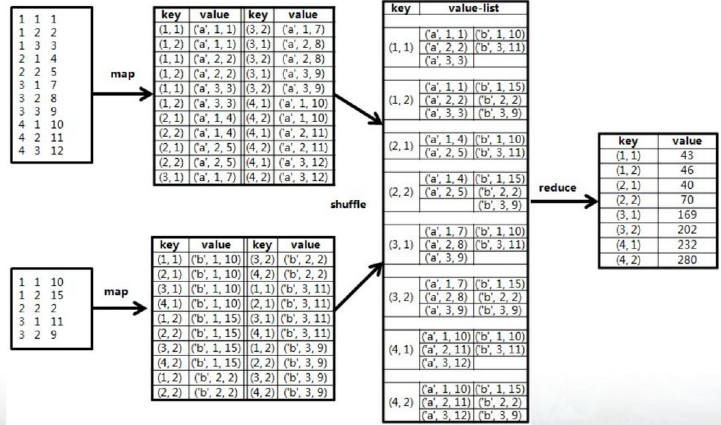 1 1 1
1 2 2
1 3 3
2 1 4
2 2 5
3 1 7
3 2 8
3 3 9
4 1 10
4 2 11
4 3 12
map
key value key value
(1, 1) ('a', 1, 1) (3, 2) ('a', 1, 7)
(1, 2) ('a', 1, 1) (3, 1) ('a', 2, 8)
(1, 1) ('a', 2, 2) (3, 2) ('a', 2, 8)
(1, 2) ('a', 2, 2) (3, 1) ('a', 3, 9)
(1, 1) ('a', 3, 3) (3, 2) ('a', 3, 9)
(1, 2) ('a', 3, 3) (4, 1) ('a', 1, 10)
(2, 1) ('a', 1, 4) (4, 2) ('a', 1, 10)
(2, 2) ('a', 1, 4) (4, 1) ('a', 2, 11)
(2, 1) ('a', 2, 5) (4, 2) ('a', 2, 11)
(2, 2) ('a', 2, 5) (4, 1) ('a', 3, 12)
(3, 1) ('a', 1, 7) (4, 2) ('a', 3, 12)
1 1 10
1 2 15
2 2 2
3 1 11
3 2 9
map
key value key value
(1, 1) ('b', 1, 10) (3, 2) ('b', 2, 2)
(2, 1) ('b', 1, 10) (4, 2) ('b', 2, 2)
(3, 1) ('b', 1, 10) (1, 1) ('b', 3, 11)
(4, 1) ('b', 1, 10) (2, 1) ('b', 3, 11)
(1, 2) ('b', 1, 15) (3, 1) ('b', 3, 11)
(2, 2) ('b', 1, 15) (4, 1) ('b', 3, 11)
(3, 2) ('b', 1, 15) (1, 2) ('b', 3, 9)
(4, 2) ('b', 1, 15) (2, 2) ('b', 3, 9)
(1, 2) ('b', 2, 2) (3, 2) ('b', 3, 9)
(2, 2) ('b', 2, 2) (4, 2) ('b', 3, 9)
shuffle
key value-list
('a', 1, 1) ('b', 1, 10)
(1, 1) ('a', 2, 2) ('b', 3, 11)
('a', 3, 3)
('a', 1, 1) ('b', 1, 15)
(1, 2) ('a', 2, 2) ('b', 2, 2)
('a', 3, 3) ('b', 3, 9)
(2, 1) ('a', 1, 4) ('b', 1, 10)
('a', 2, 5) ('b', 3, 11)
('a', 1, 4) ('b', 1, 15)
(2, 2) ('a', 2, 5) ('b', 2, 2)
('b', 3, 9)
('a', 1, 7) ('b', 1, 10)
(3, 1) ('a', 2, 8) ('b', 3, 11)
('a', 3, 9)
('a', 1, 7) ('b', 1, 15)
(3, 2) ('a', 2, 8) ('b', 2, 2)
('a', 3, 9) ('b', 3, 9)
('a', 1, 10) ('b', 1, 10)
(4, 1) ('a', 2, 11) ('b', 3, 11)
('a', 3, 12)
('a', 1, 10) ('b', 1, 15)
(4, 2) ('a', 2, 11) ('b', 2, 2)
('a', 3, 12) ('b', 3, 9)
reduce
key value
(1, 1) 43
(1, 2) 46
(2, 1) 40
(2, 2) 70
(3, 1) 169
(3, 2) 202
(4, 1) 232
(4, 2) 280